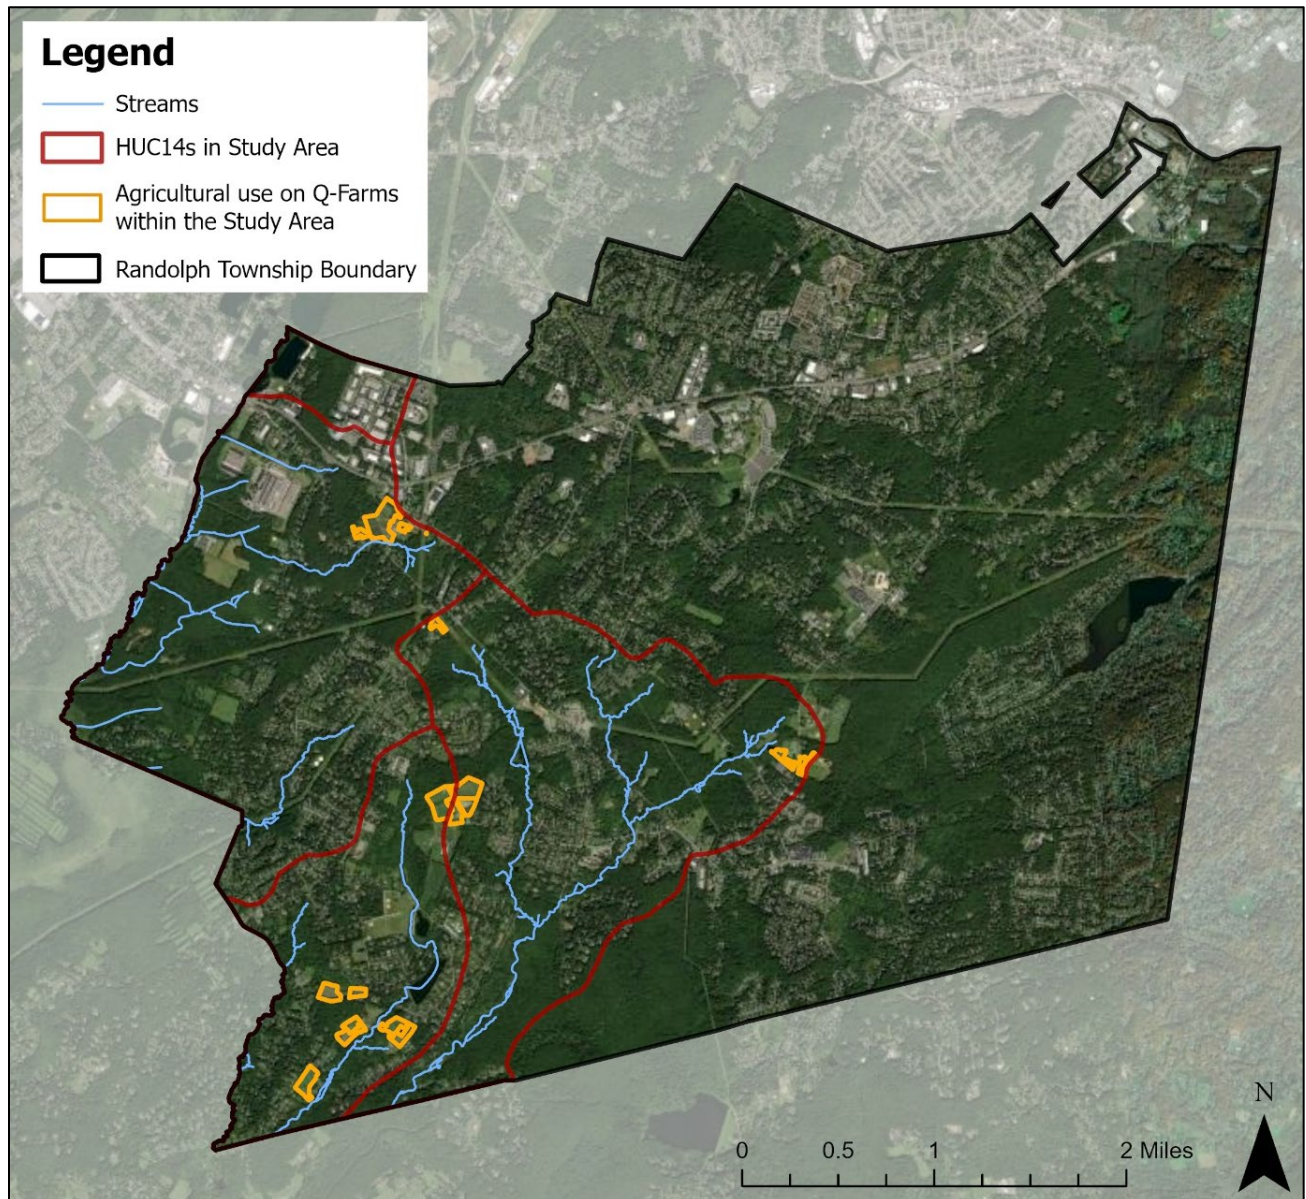 Legend
Streams
HUC14s in Study Area
Agricultural use on Q-Farms
within the Study Area
Randolph Township Boundary
N
0 0.5 1 2 Miles